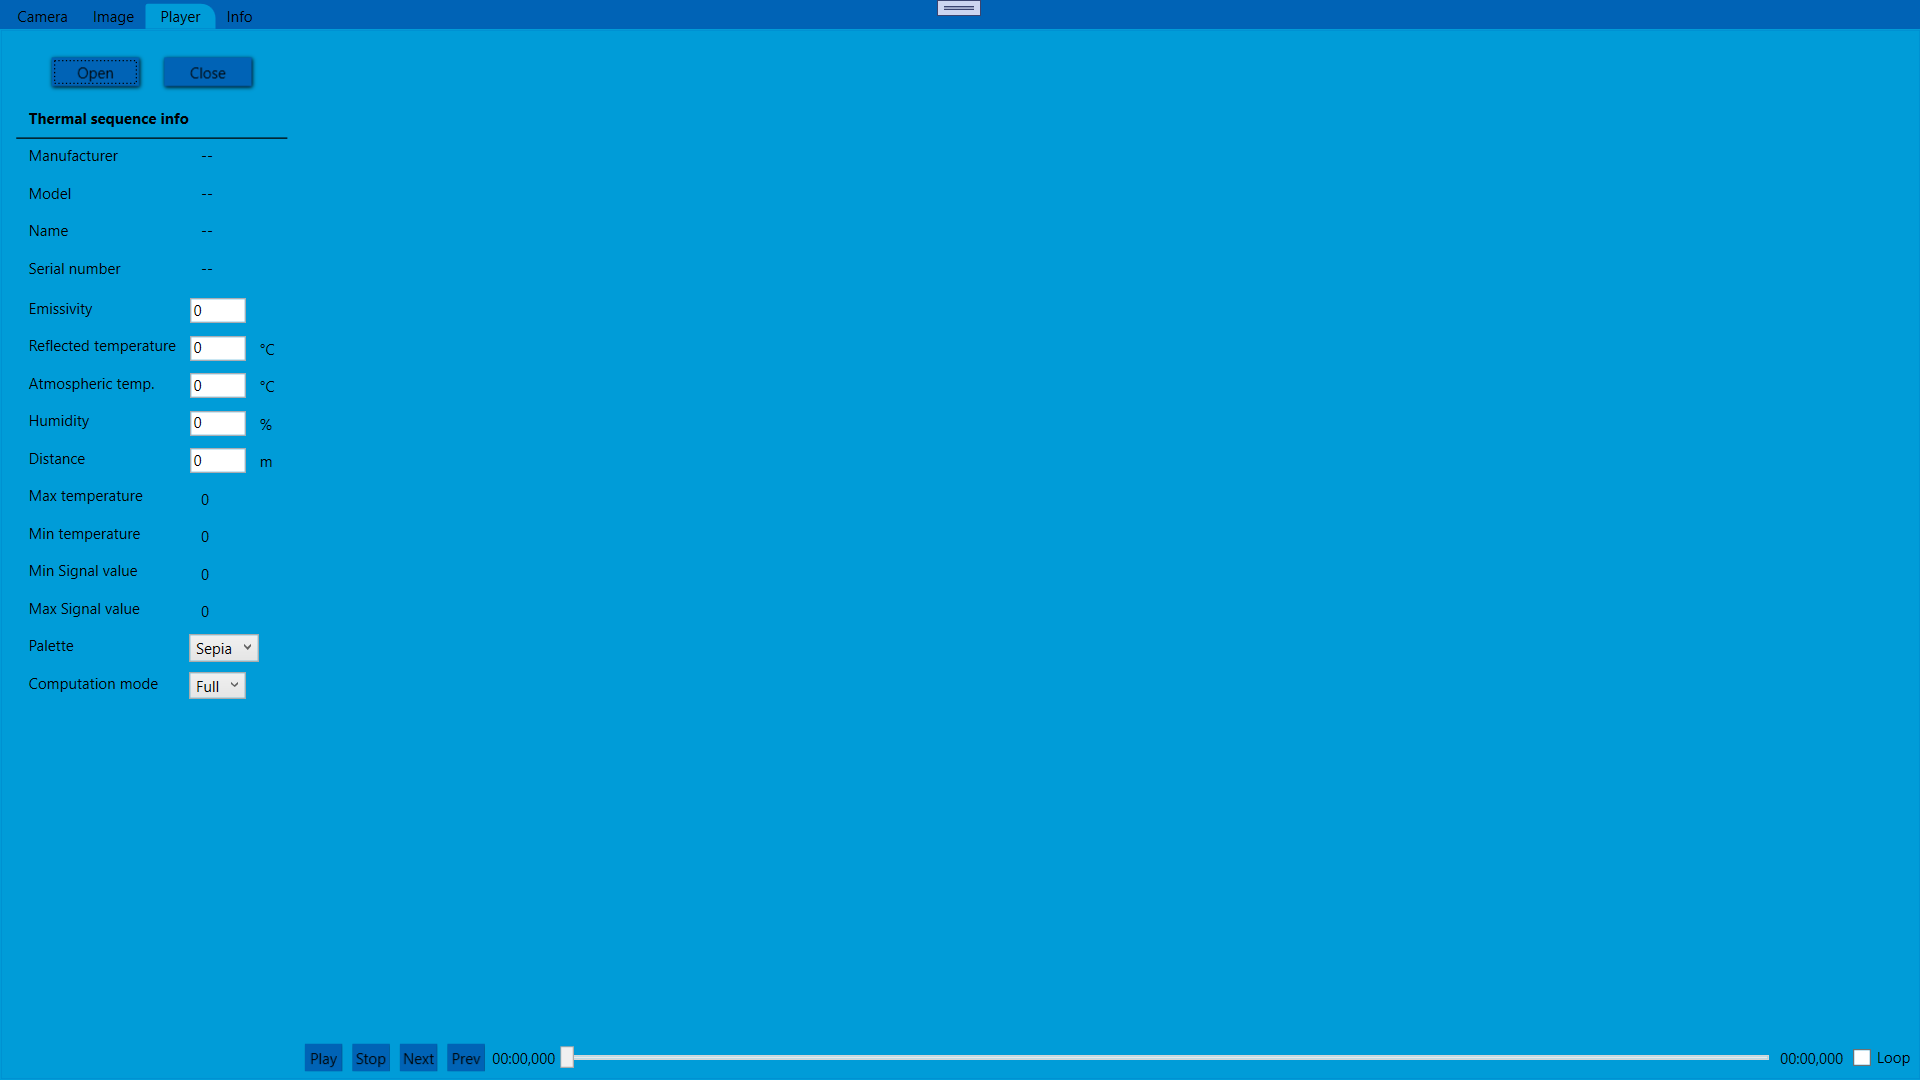 Camera Image Player Info
Open Close
Thermal sequence info
Manufacturer --
Model --
Name --
Serial number --
Emissivity 0
Reflected temperature 0 °C
Atmospheric temp. 0 °C
Humidity 0 %
Distance 0 m
Max temperature 0
Min temperature 0
Min Signal value 0
Max Signal value 0
Palette Sepia
Computation mode Full
Play Stop Next Prev 00:00,000 00:00,000 Loop